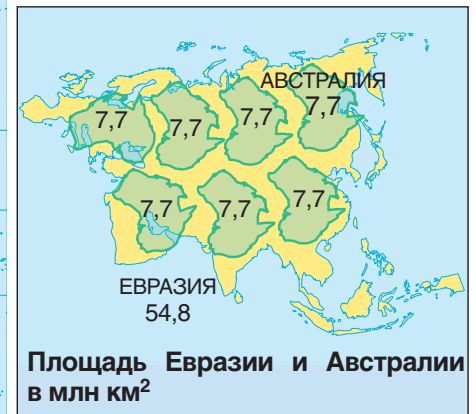 АВСТРАЛИЯ
7,7 7,7 7,7 7,7
7,7 7,7 7,7
ЕВРАЗИЯ
54,8
Площадь Евразии и Австралии
в млн км²